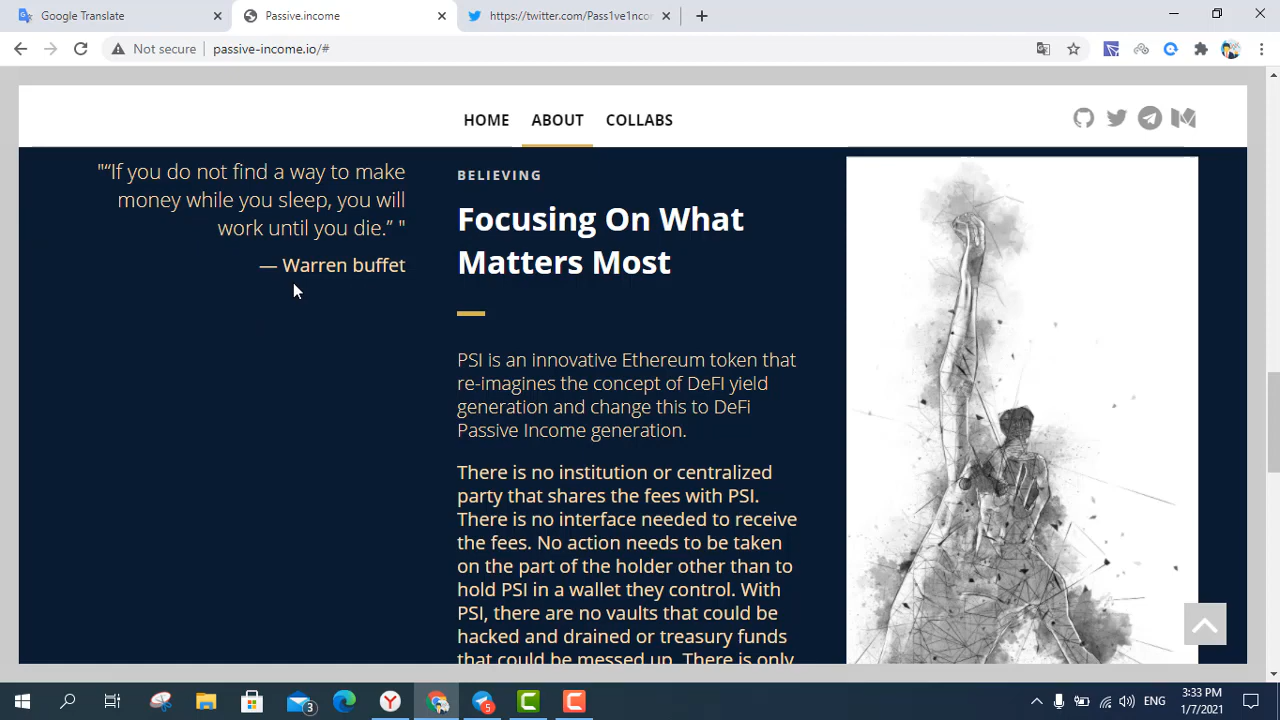 Google Translate
Passive.income
https://twitter.com/Pass1ve1nco
Not secure
passive-income.io/#
HOME
ABOUT
COLLABS
"“If you do not find a way to make
money while you sleep, you will
work until you die.” "
— Warren buffet
BELIEVING
Focusing On What
Matters Most
PSI is an innovative Ethereum token that
re-imagines the concept of DeFI yield
generation and change this to DeFi
Passive Income generation.
There is no institution or centralized
party that shares the fees with PSI.
There is no interface needed to receive
the fees. No action needs to be taken
on the part of the holder other than to
hold PSI in a wallet they control. With
PSI, there are no vaults that could be
hacked and drained or treasury funds
that could be messed up. There is only
3
5
ENG
3:33 PM
1/7/2021